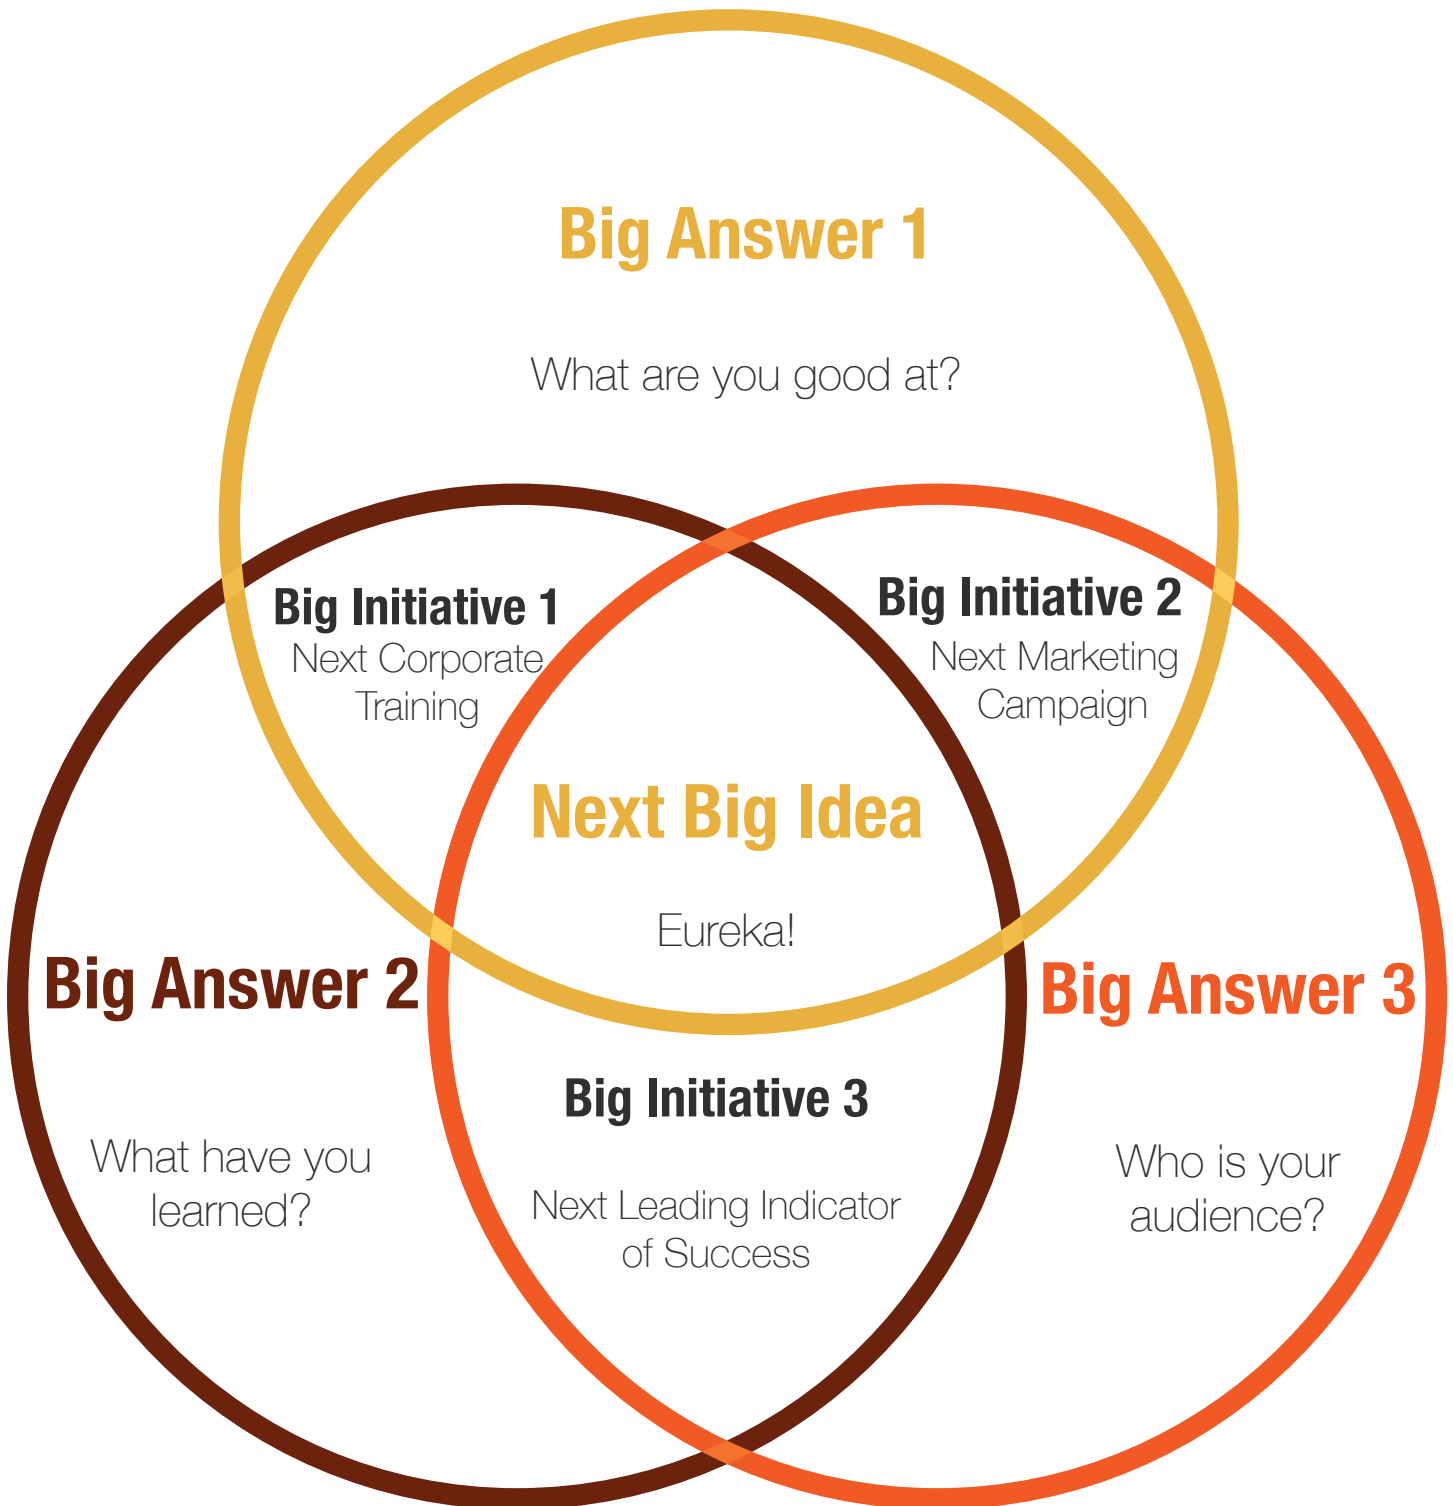 Big Answer 1
What are you good at?
Big Initiative 1
Next Corporate
Training
Big Initiative 2
Next Marketing
Campaign
Next Big Idea
Eureka!
Big Answer 2
What have you
learned?
Big Answer 3
Who is your
audience?
Big Initiative 3
Next Leading Indicator
of Success